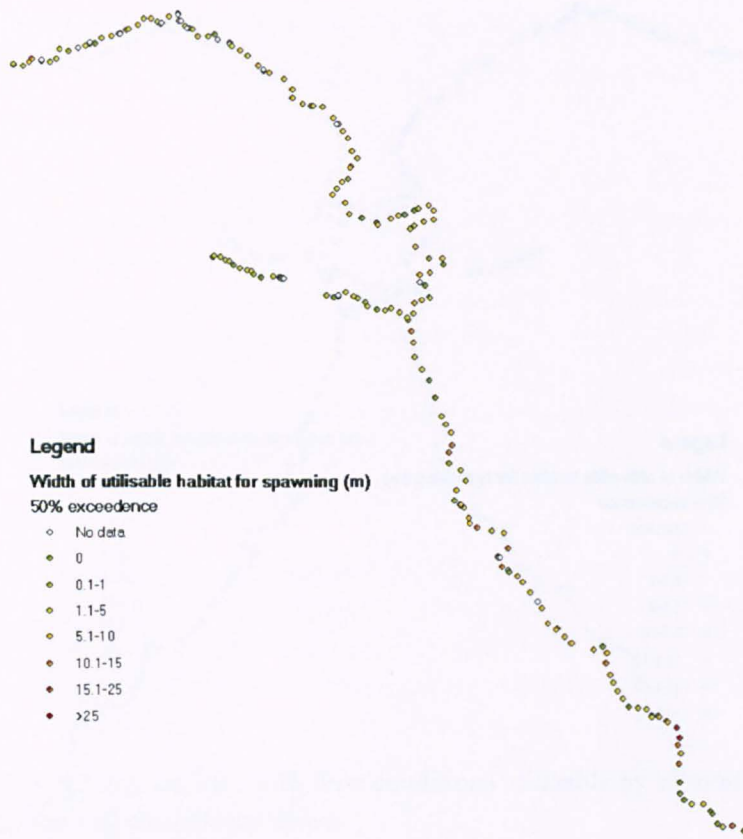 Legend
Width of utilisable habitat for spawning (m)
50% exceedence
No data
0
0.1-1
1.1-5
5.1-10
10.1-15
15.1-25
>25